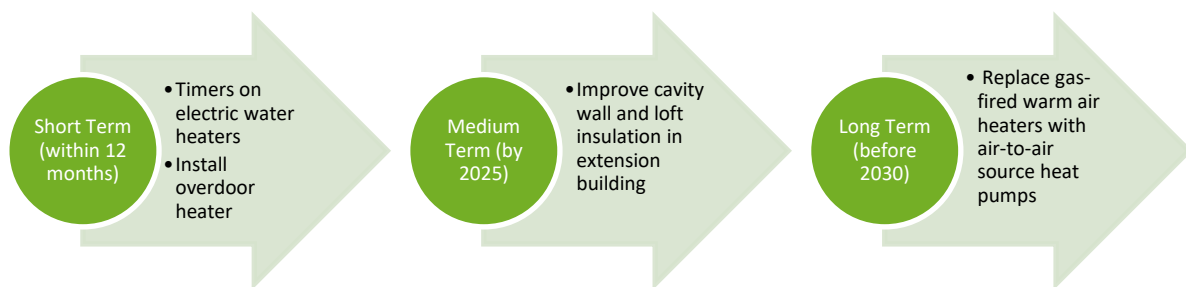 Short Term
(within 12
months)
•Timers on
electric water
heaters
•Install
overdoor
heater
Medium
Term (by
2025)
•Improve cavity
wall and loft
insulation in
extension
building
Long Term
(before
2030)
• Replace gas-
fired warm air
heaters with
air-to-air
source heat
pumps